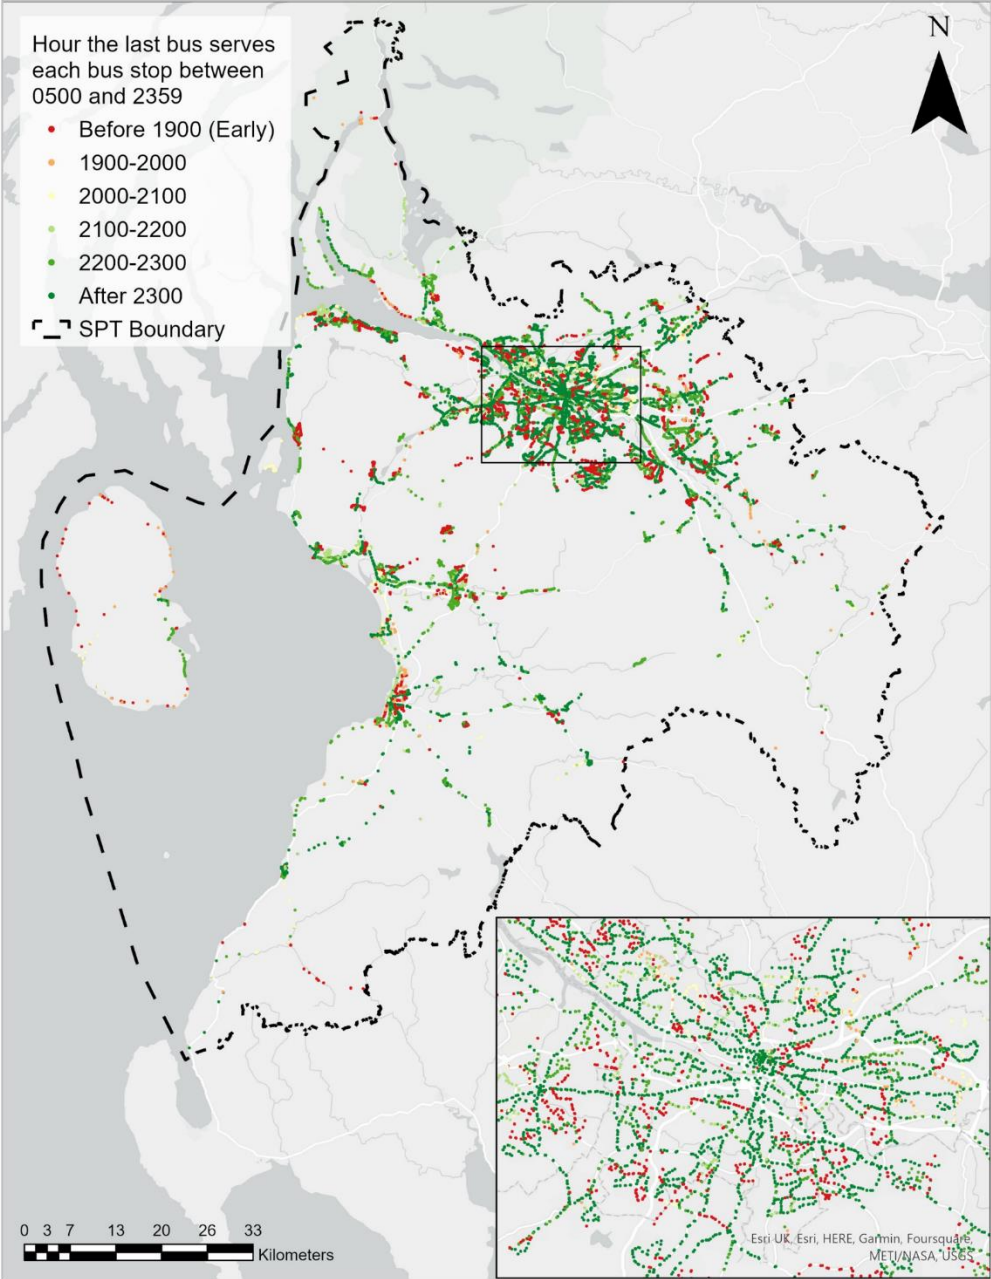 Hour the last bus serves
each bus stop between
0500 and 2359
Before 1900 (Early)
1900-2000
2000-2100
2100-2200
2200-2300
After 2300
SPT Boundary
N
0 3 7 13 20 26 33
Kilometers
Esri UK, Esri, HERE, Garmin, Foursquare,
METI/NASA, USGS